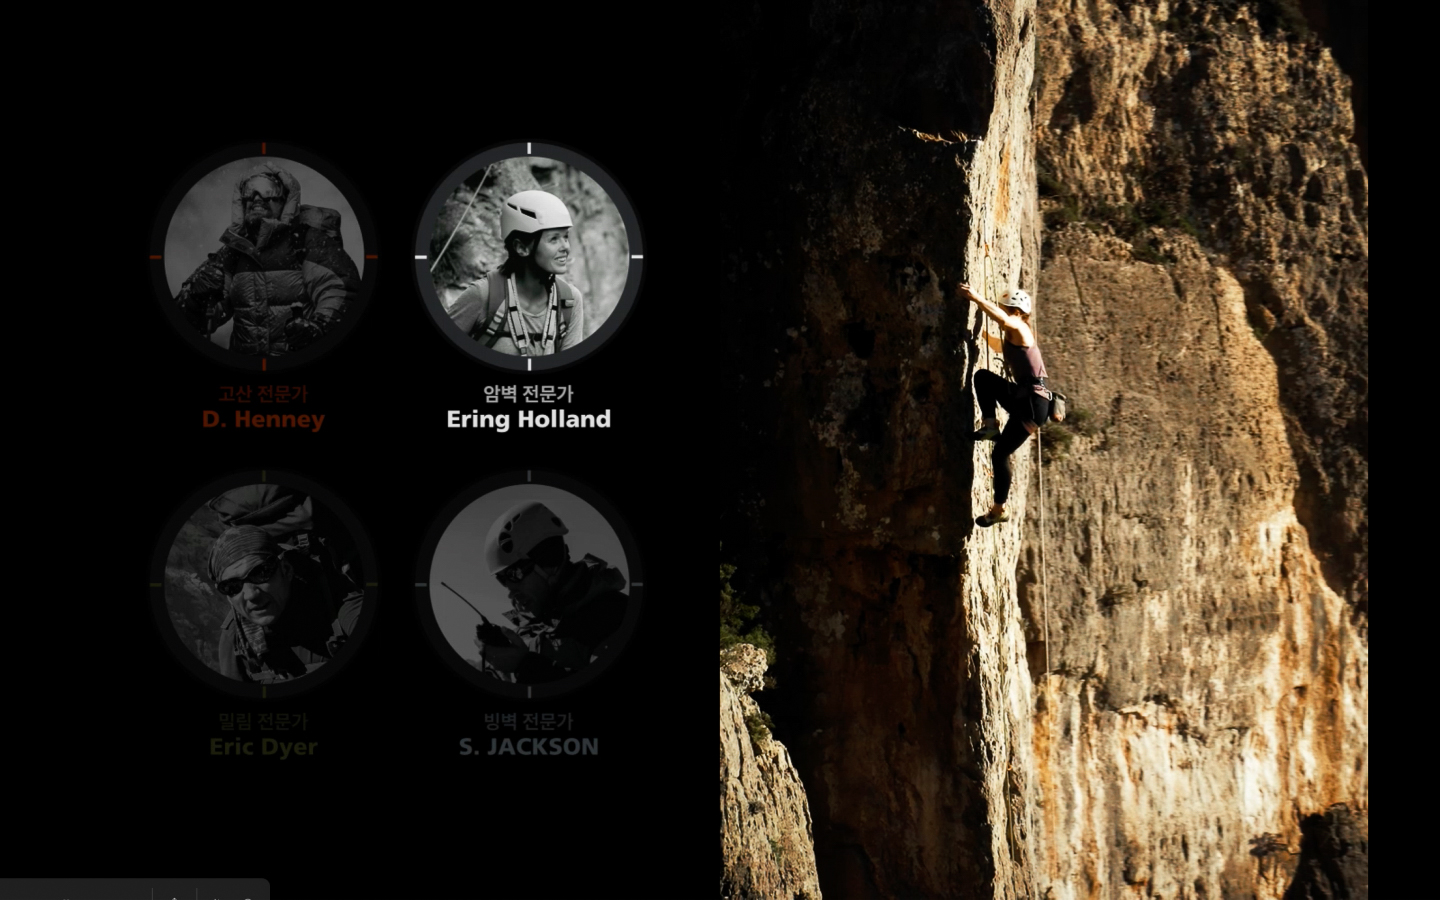 고산 전문가
D. Henney
암벽 전문가
Ering Holland
밀림 전문가
Eric Dyer
빙벽 전문가
S. JACKSON